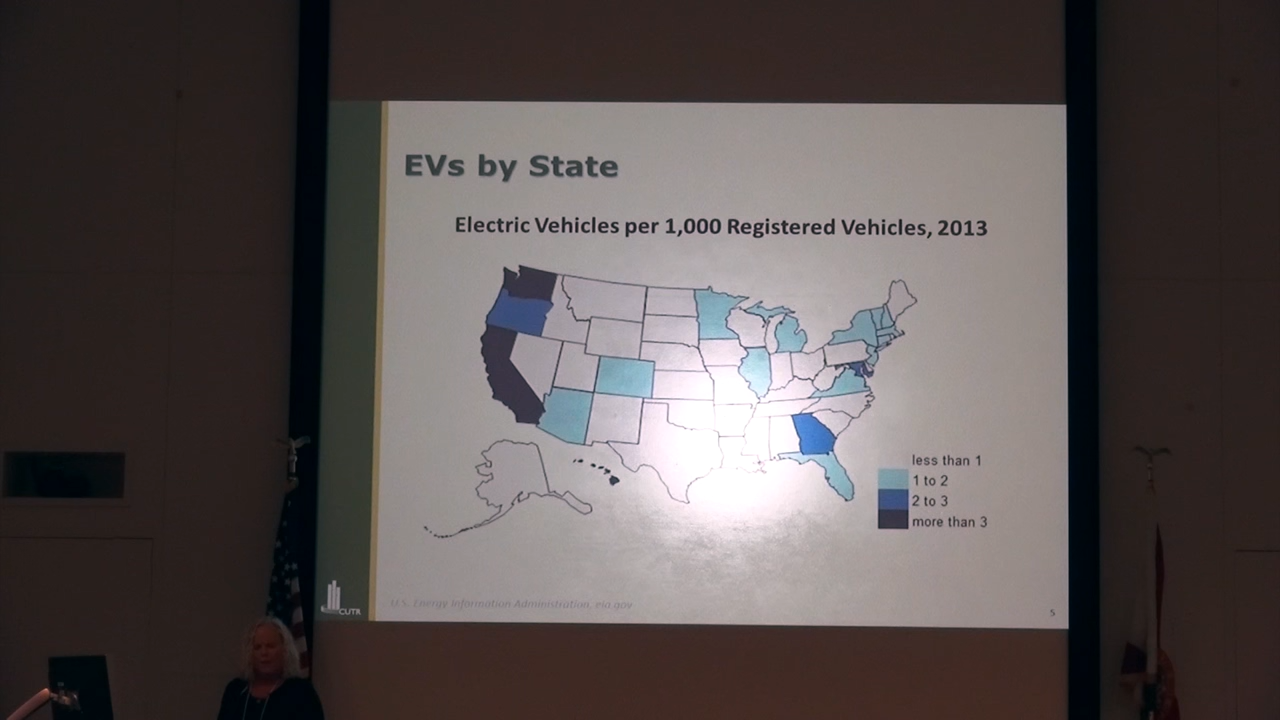 EVs by State
Electric Vehicles per 1,000 Registered Vehicles, 2013
less than 1
1 to 2
2 to 3
more than 3
CUTR
U.S. Energy Information Administration, eia.gov
5